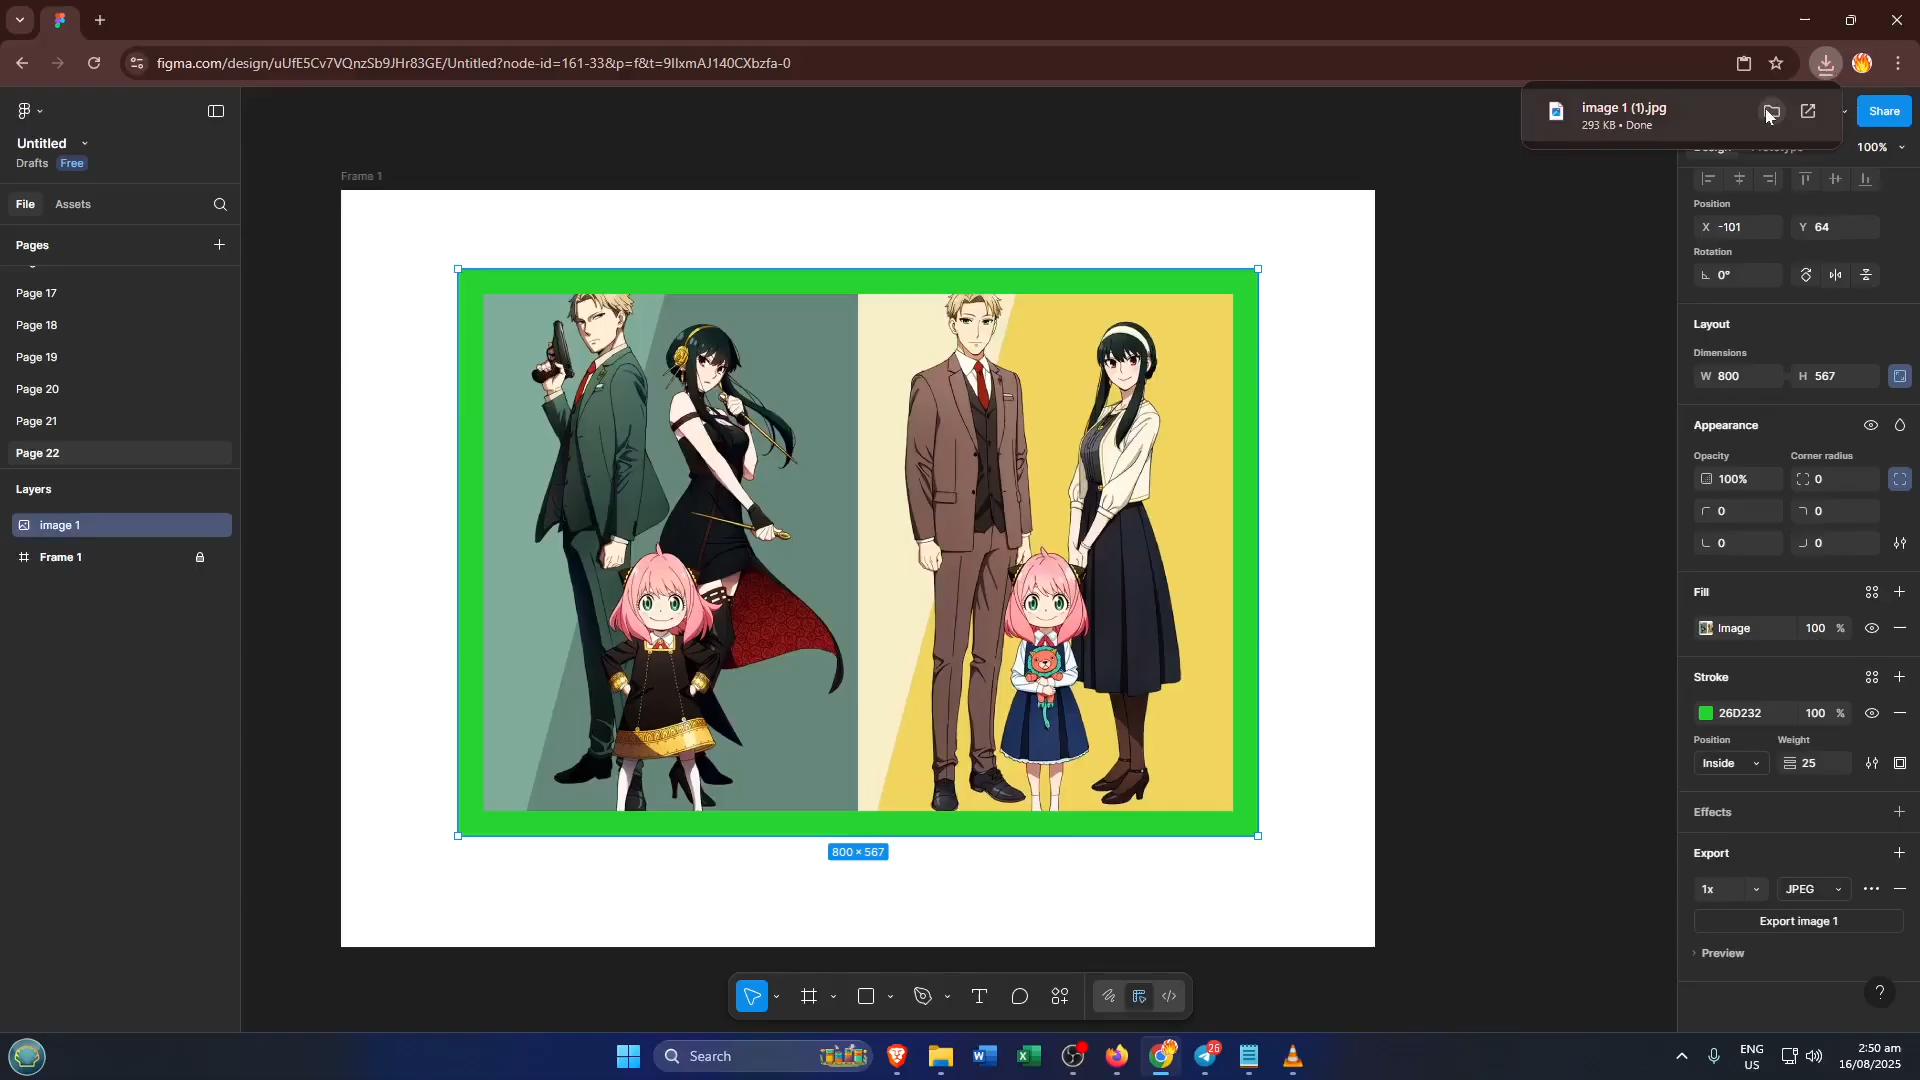 figma.com/design/uUfE5Cv7VQnzSb9JHr83GE/Untitled?node-id=161-33&p=f&t=9IIxmAJ140CXbzfa-0
image 1 (1).jpg
293 KB • Done
Share
Untitled
Drafts Free
100%
File Assets
Pages
Page 17
Page 18
Page 19
Page 20
Page 21
Page 22
Layers
image 1
Frame 1
Frame 1
800 × 567
Position
X -101 Y 64
Rotation
0°
Layout
Dimensions
W 800 H 567
Appearance
Opacity Corner radius
100% 0
0 0
0 0
Fill
Image 100 %
Stroke
26D232 100 %
Position Weight
Inside 25
Effects
Export
1x JPEG
Export image 1
Preview
?
Search
26
ENG
US
2:50 am
16/08/2025